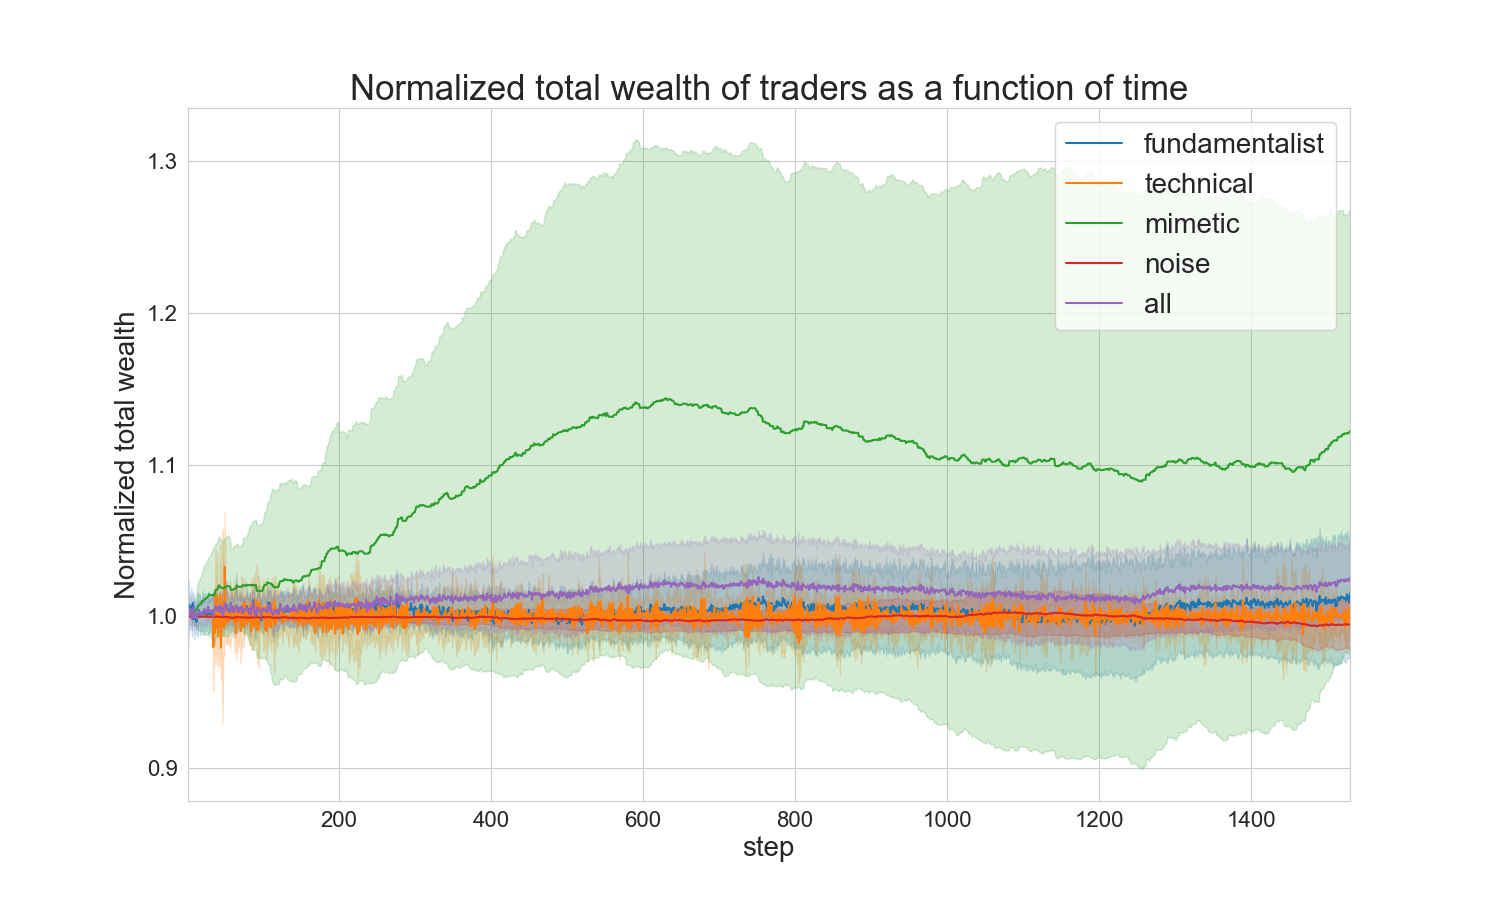 Normalized total wealth of traders as a function of time
fundamentalist
technical
mimetic
noise
all
Normalized total wealth
1.3
1.2
1.1
1.0
0.9
200 400 600 800 1000 1200 1400
step